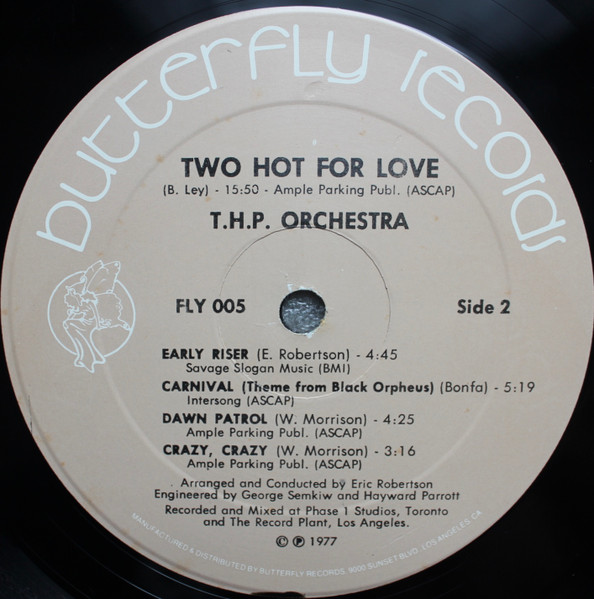 butterfly records
TWO HOT FOR LOVE
(B. Ley) - 15:50 - Ample Parking Publ. (ASCAP)
T.H.P. ORCHESTRA
FLY 005
Side 2
EARLY RISER (E. Robertson) - 4:45
Savage Slogan Music (BMI)
CARNIVAL (Theme from Black Orpheus) (Bonfa) - 5:19
Intersong (ASCAP)
DAWN PATROL (W. Morrison) - 4:25
Ample Parking Publ. (ASCAP)
CRAZY, CRAZY (W. Morrison) - 3:16
Ample Parking Publ. (ASCAP)
Arranged and Conducted by Eric Robertson
Engineered by George Semkiw and Hayward Parrott
Recorded and Mixed at Phase 1 Studios, Toronto
and The Record Plant, Los Angeles.
© ℗ 1977
MANUFACTURED & DISTRIBUTED BY BUTTERFLY RECORDS, 9000 SUNSET BLVD., LOS ANGELES, CA